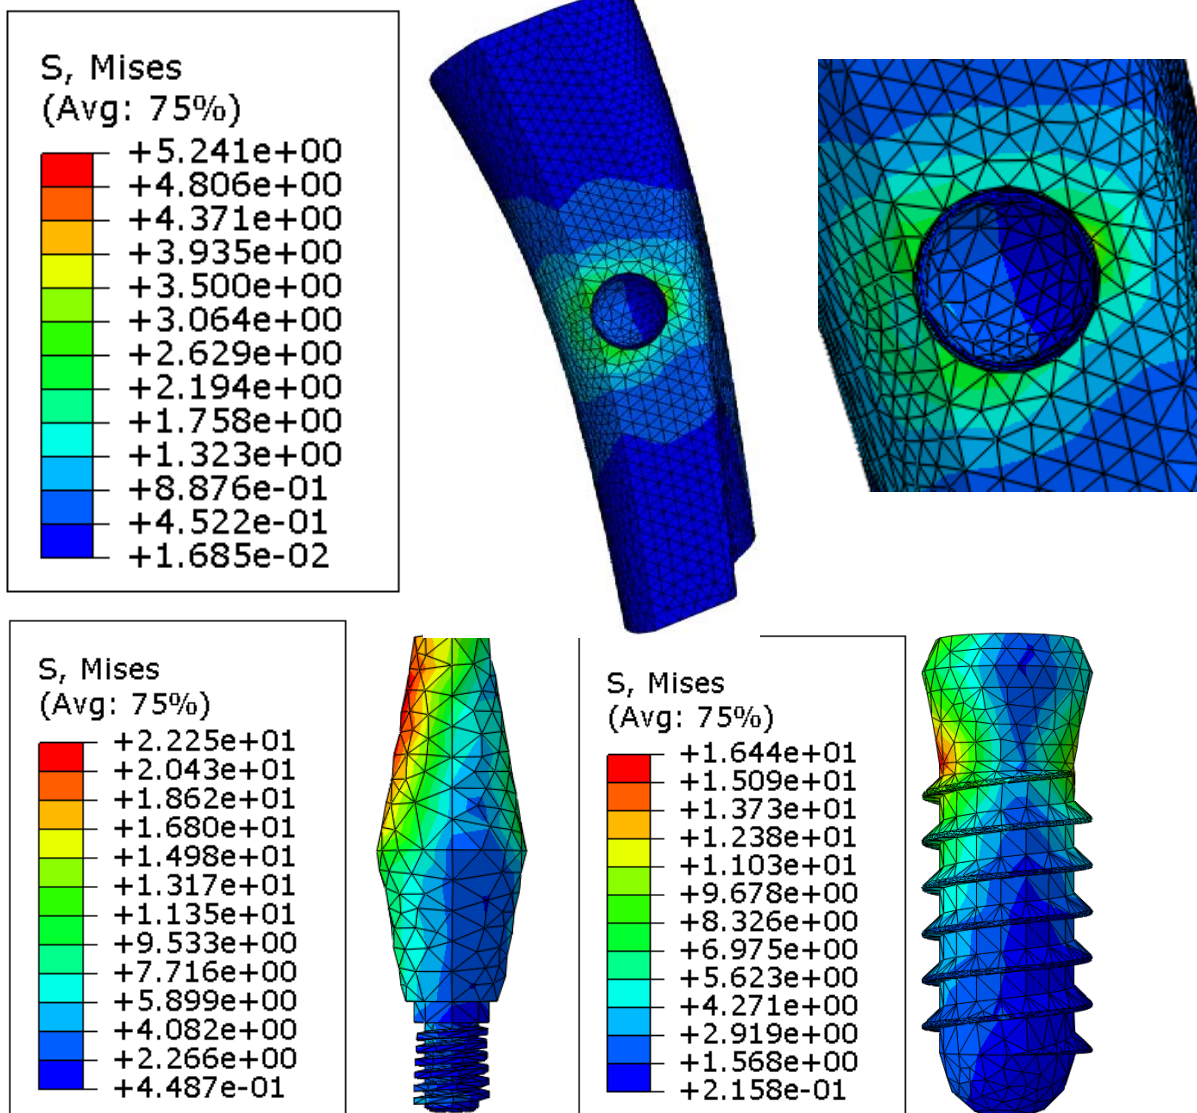 S, Mises
(Avg: 75%)
+5.241e+00
+4.806e+00
+4.371e+00
+3.935e+00
+3.500e+00
+3.064e+00
+2.629e+00
+2.194e+00
+1.758e+00
+1.323e+00
+8.876e-01
+4.522e-01
+1.685e-02
S, Mises
(Avg: 75%)
+2.225e+01
+2.043e+01
+1.862e+01
+1.680e+01
+1.498e+01
+1.317e+01
+1.135e+01
+9.533e+00
+7.716e+00
+5.899e+00
+4.082e+00
+2.266e+00
+4.487e-01
S, Mises
(Avg: 75%)
+1.644e+01
+1.509e+01
+1.373e+01
+1.238e+01
+1.103e+01
+9.678e+00
+8.326e+00
+6.975e+00
+5.623e+00
+4.271e+00
+2.919e+00
+1.568e+00
+2.158e-01